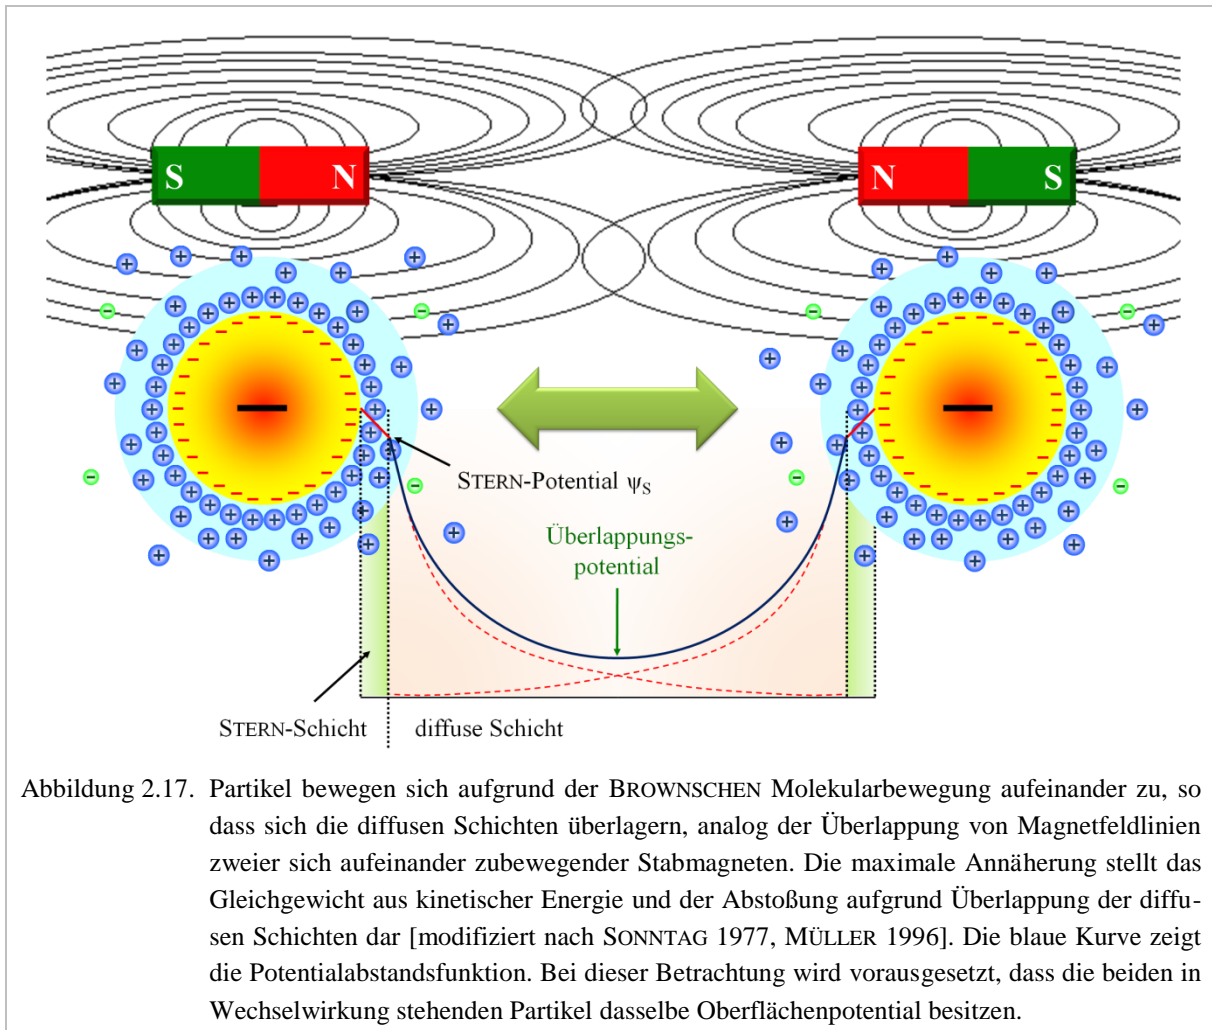 S N N S
STERN-Potential ψS
Überlappungs-
potential
STERN-Schicht
diffuse Schicht
Abbildung 2.17. Partikel bewegen sich aufgrund der BROWNSCHEN Molekularbewegung aufeinander zu, so
dass sich die diffusen Schichten überlagern, analog der Überlappung von Magnetfeldlinien
zweier sich aufeinander zubewegender Stabmagneten. Die maximale Annäherung stellt das
Gleichgewicht aus kinetischer Energie und der Abstoßung aufgrund Überlappung der diffu-
sen Schichten dar [modifiziert nach SONNTAG 1977, MÜLLER 1996]. Die blaue Kurve zeigt
die Potentialabstandsfunktion. Bei dieser Betrachtung wird vorausgesetzt, dass die beiden in
Wechselwirkung stehenden Partikel dasselbe Oberflächenpotential besitzen.